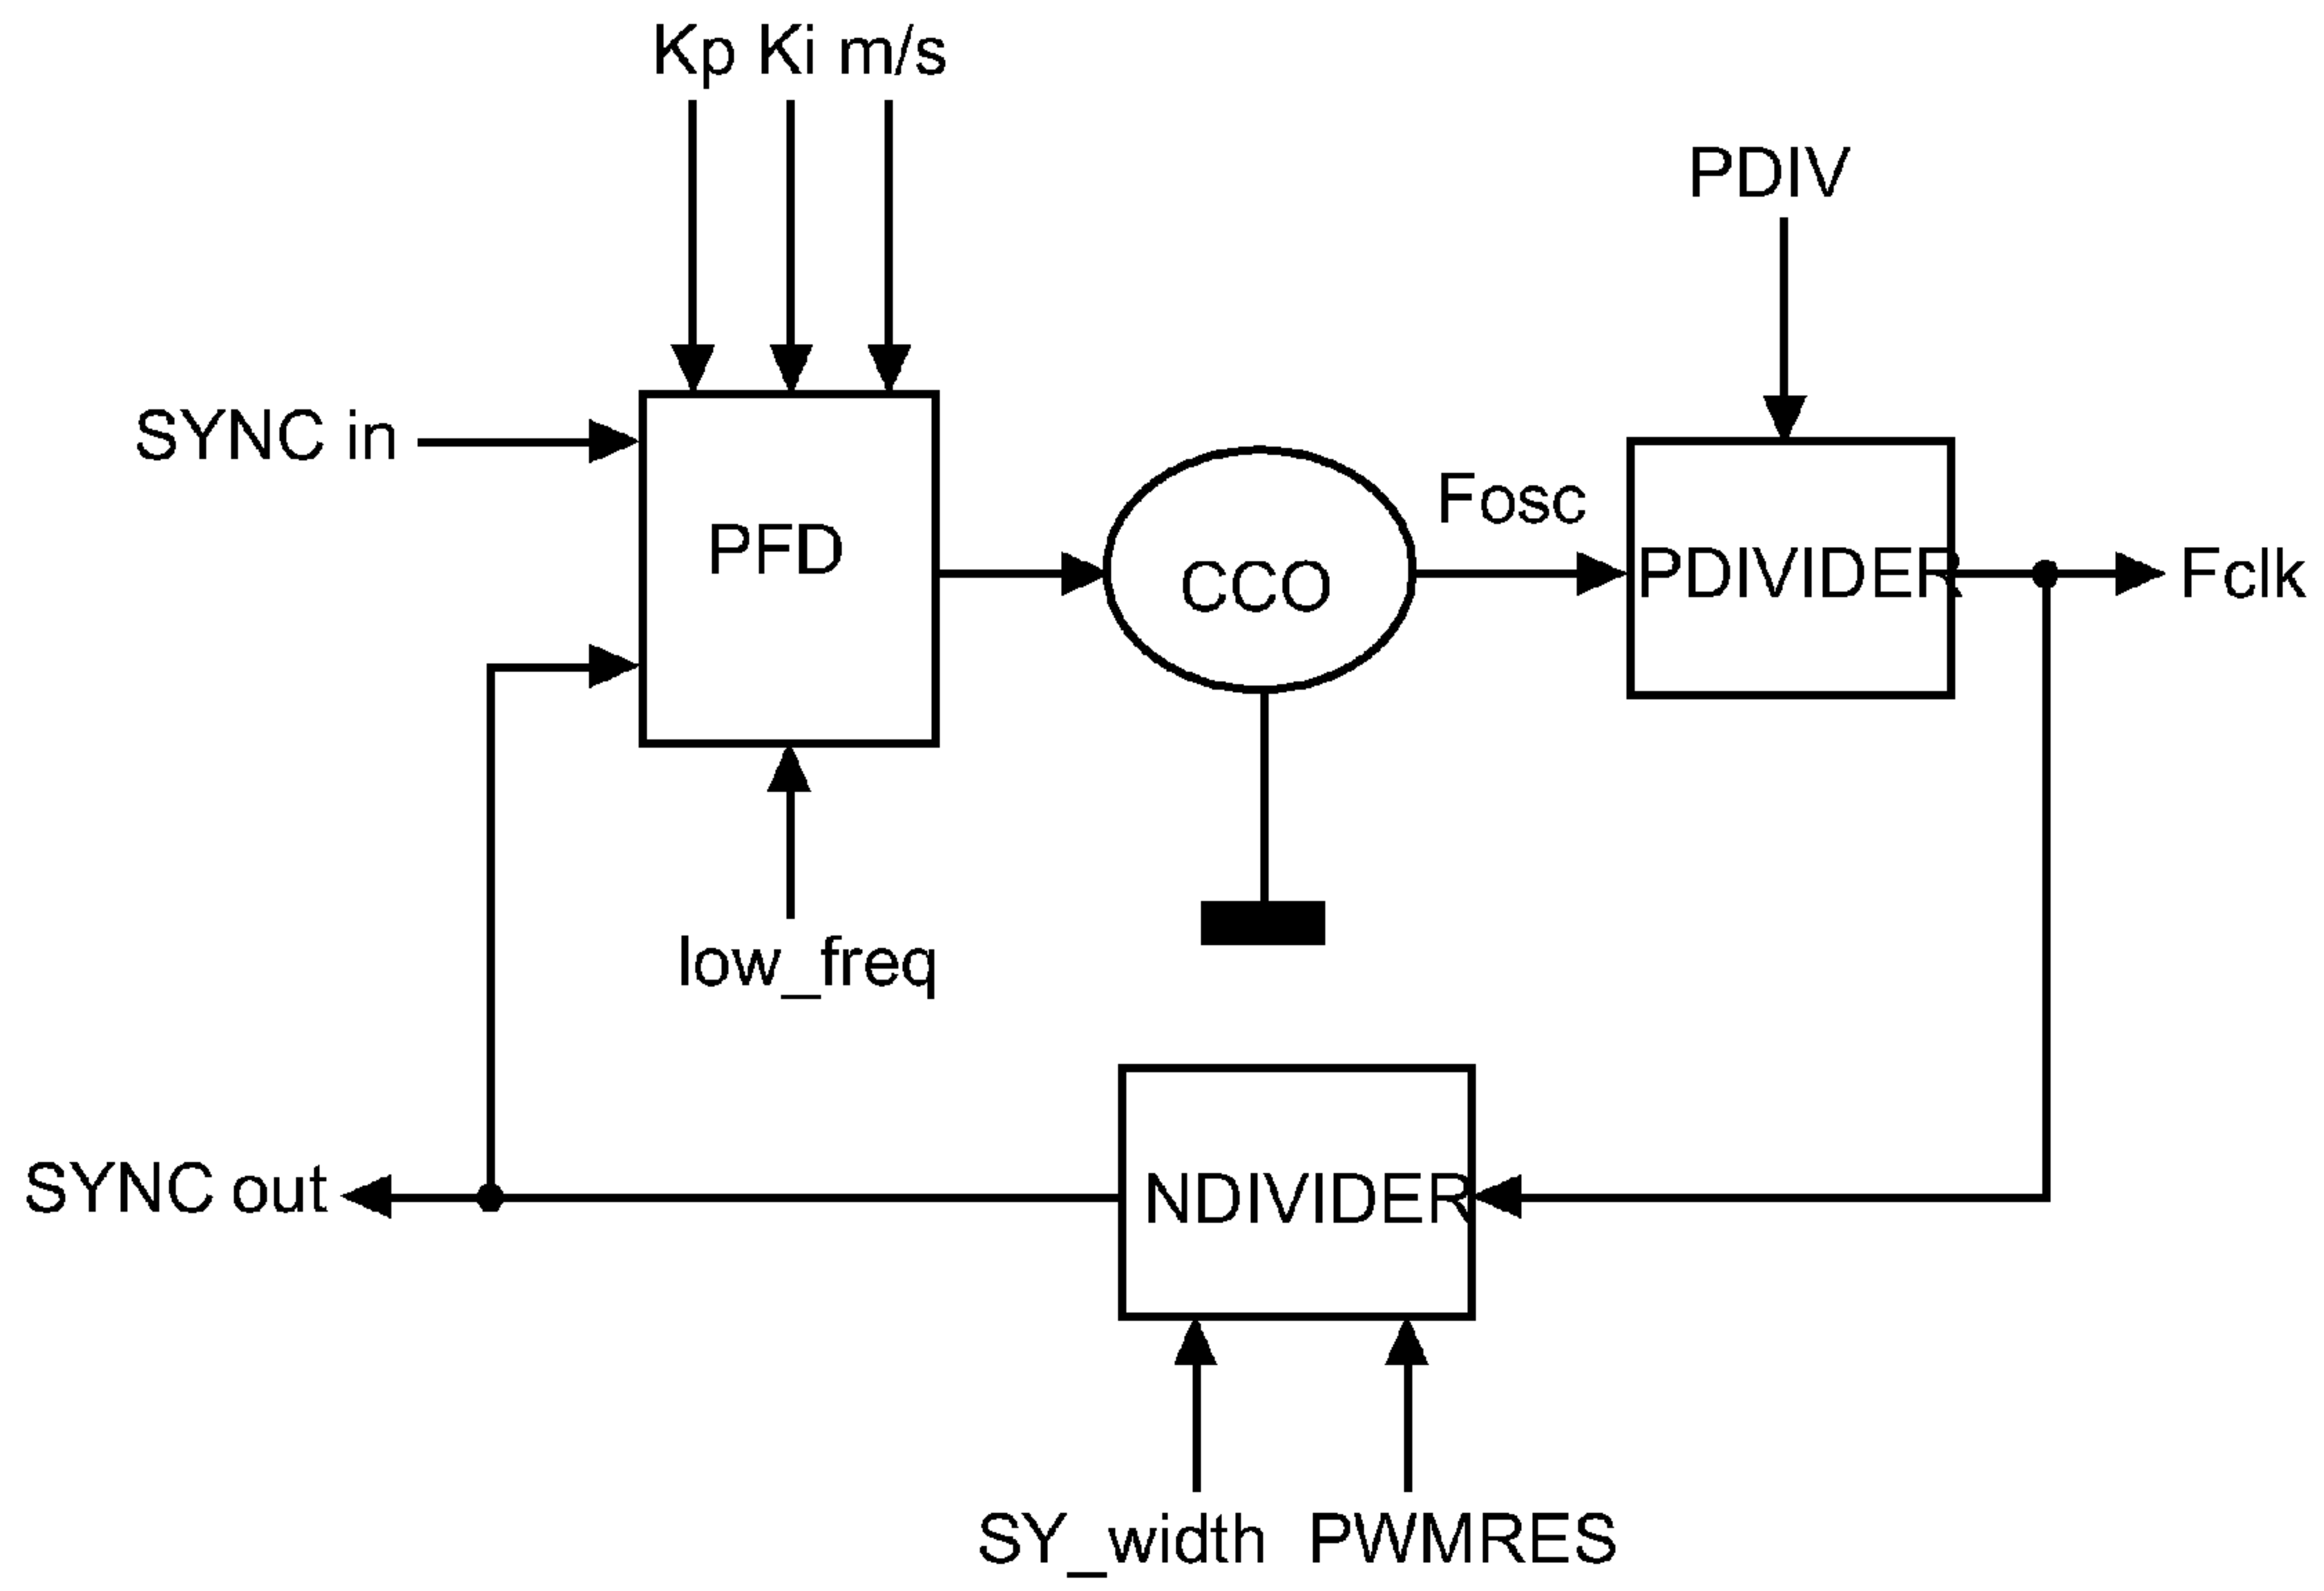 Kp Ki m/s
PDIV
SYNC in
PFD
CCO
Fosc
PDIVIDER
Fclk
low_freq
SYNC out
NDIVIDER
SY_width PWMRES